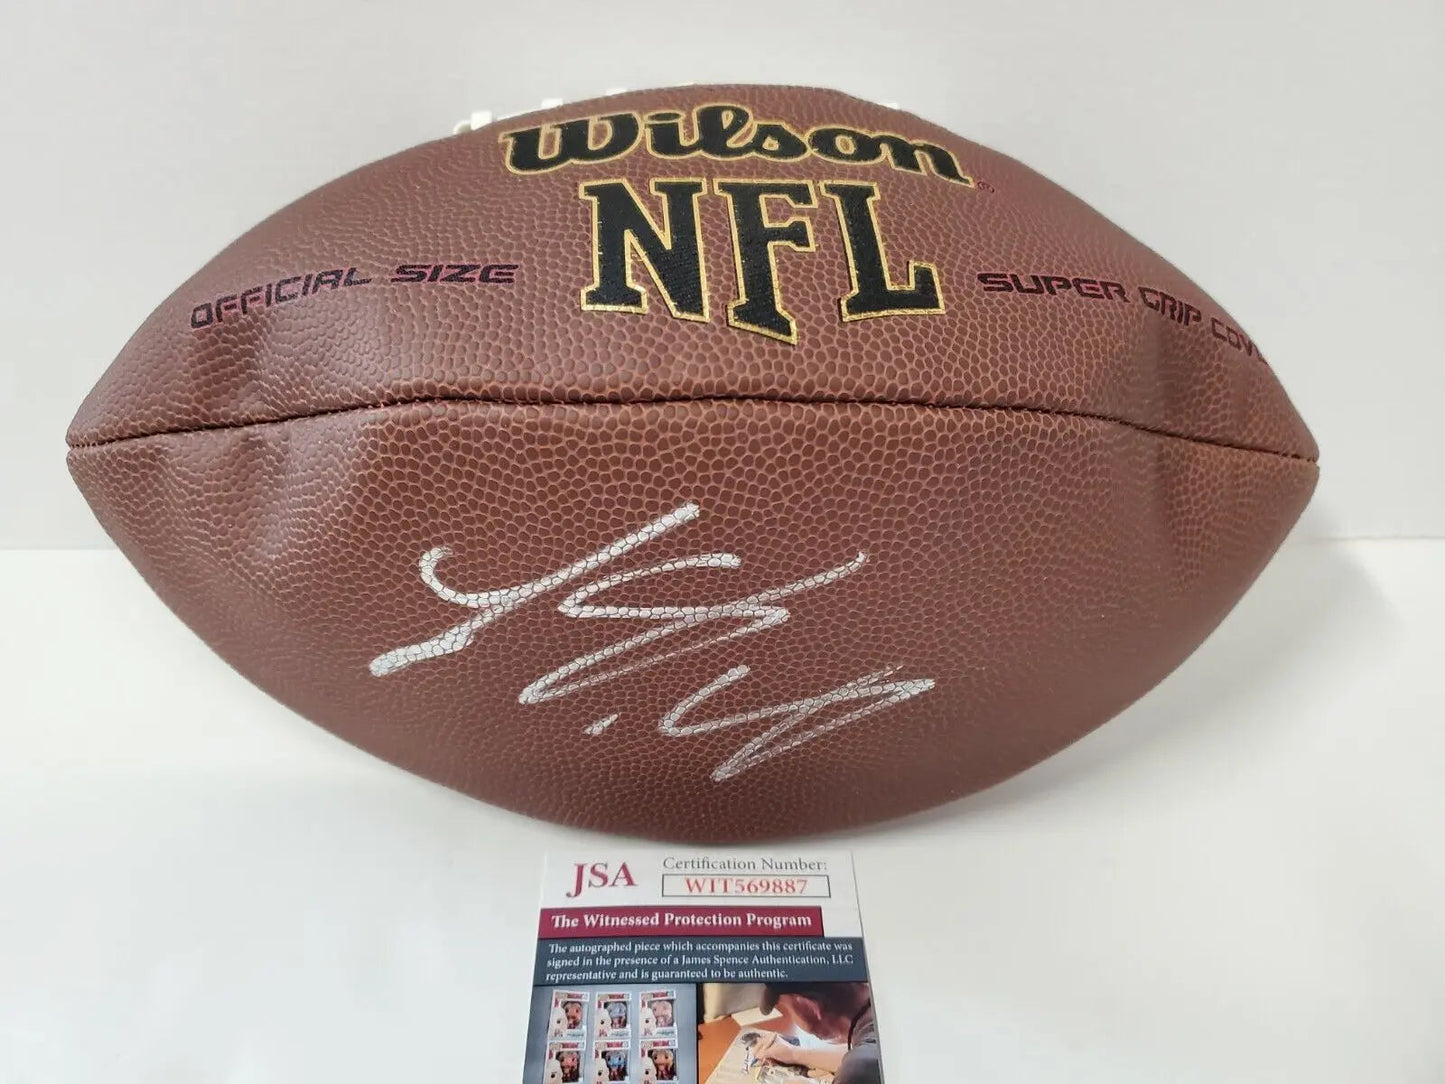 Wilson®
NFL
OFFICIAL SIZE
SUPER GRIP
JSA
Certification Number:
WIT569887
The Witnessed Protection Program
The autographed piece which accompanies this certificate was
signed in the presence of a James Spence Authentication, LLC
representative and is guaranteed to be authentic.